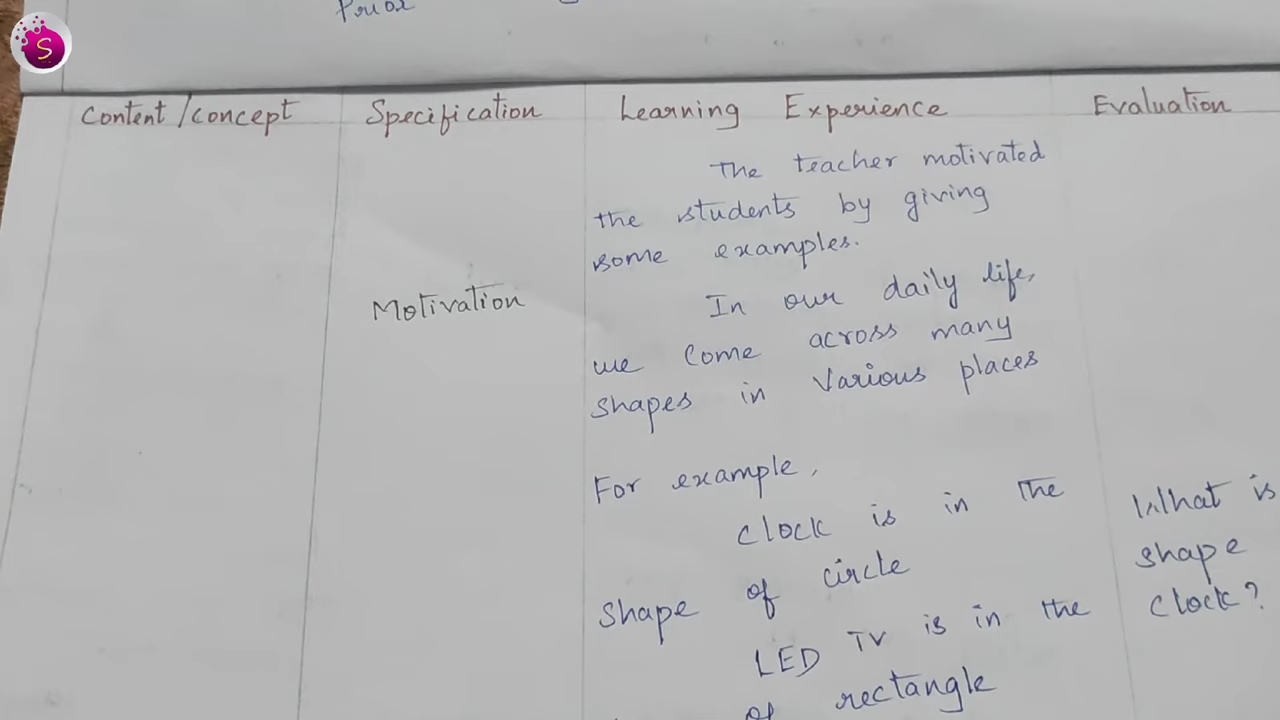 Prior
S
Content/concept
Specification
Learning Experience
Evaluation
The teacher motivated
the students by giving
some examples.
Motivation
In our daily life,
we come across many
shapes in various places
For example,
clock is in the
shape of circle
LED TV is in the
of rectangle
What is
shape
clock?